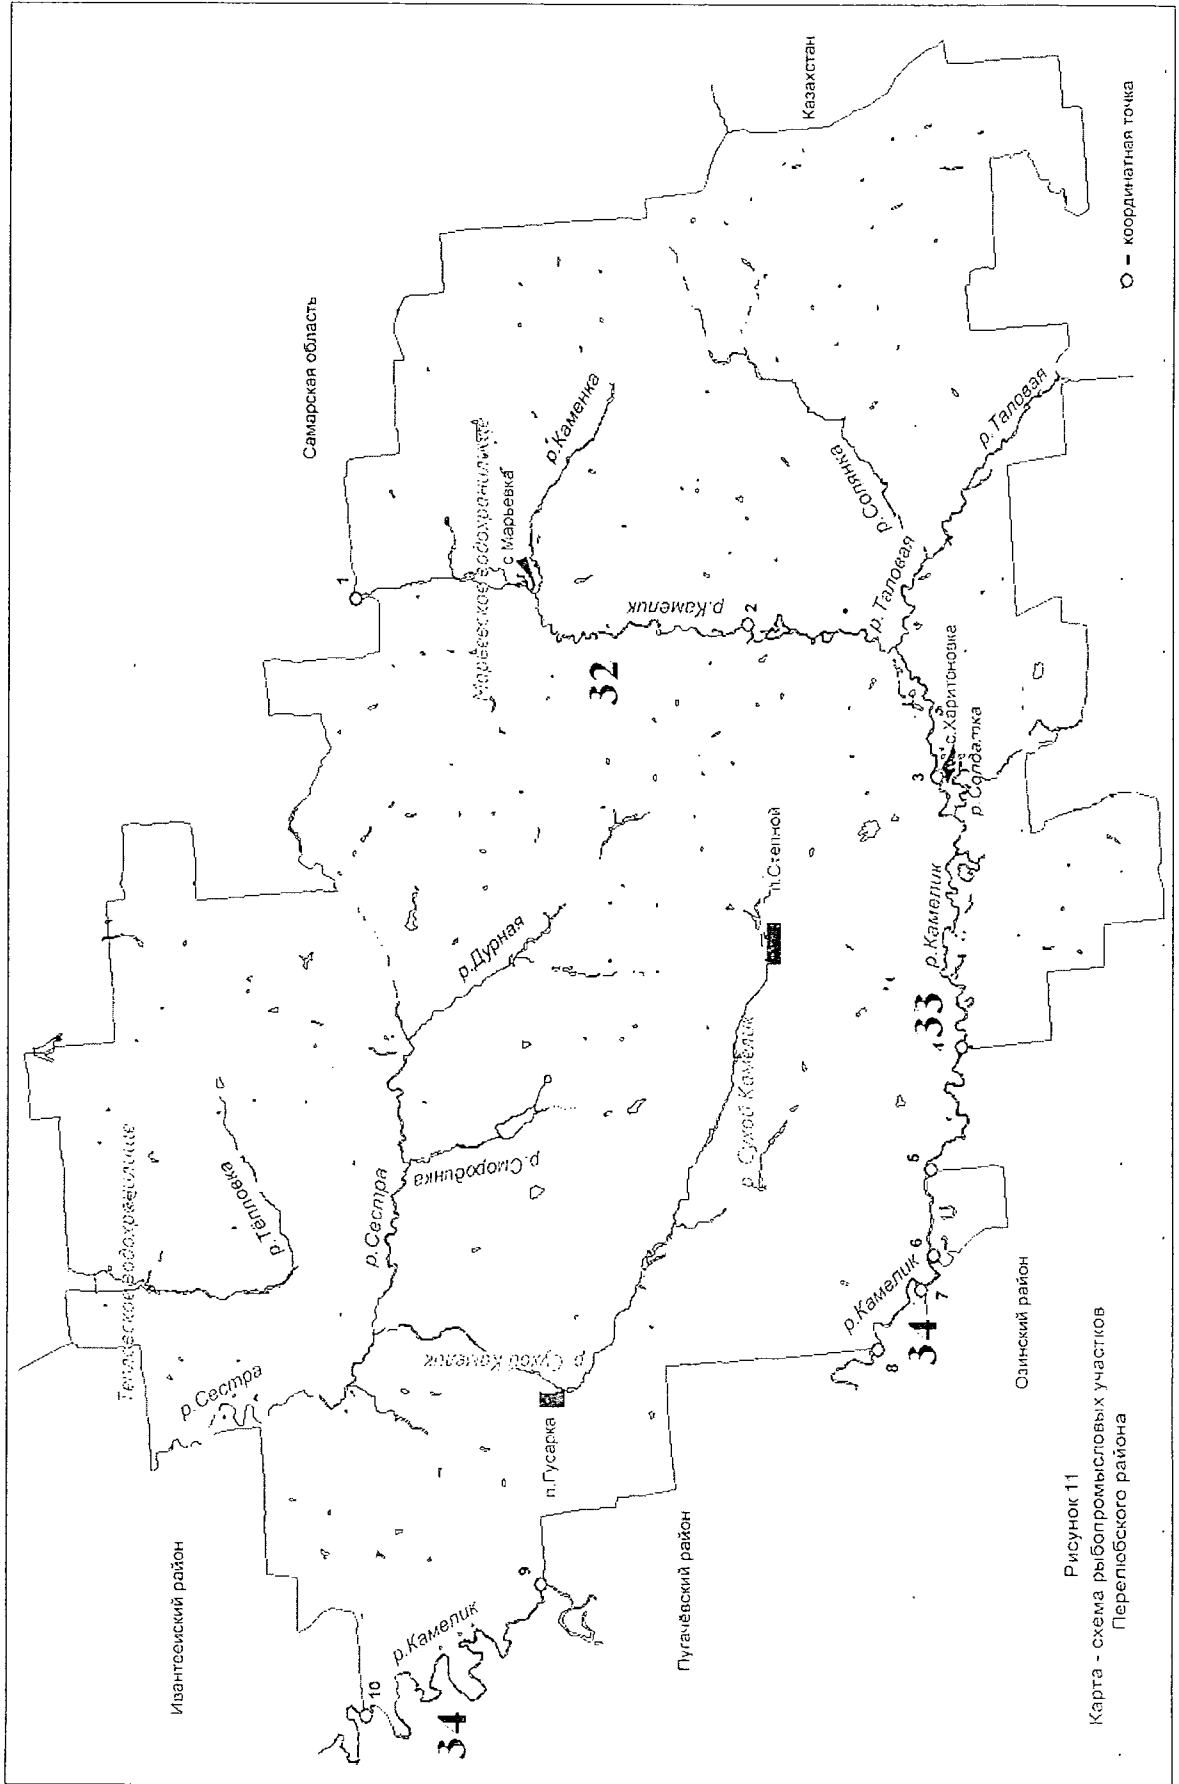 Самарская область
Казахстан
Ивантеевский район
Пугачёвский район
Озинский район
Тепловское водохранилище
р.Тепловка
р.Сестра
р.Сестра
р.Смородинка
р.Дурная
р. Сухой Камелик
р. Сухой Камелик
п.Гусарка
п.Степной
Марьевское водохранилище
с Марьевка
р.Каменка
р.Камелик
р.Солянка
р.Таловая
р.Таловая
с.Харитоновка
р.Солдатка
р.Камелик
р.Камелик
р.Камелик
1
2
3
4
5
6
7
8
9
10
32
33
34
34
О – координатная точка
Рисунок 11
Карта - схема рыбопромысловых участков
Перелюбского района